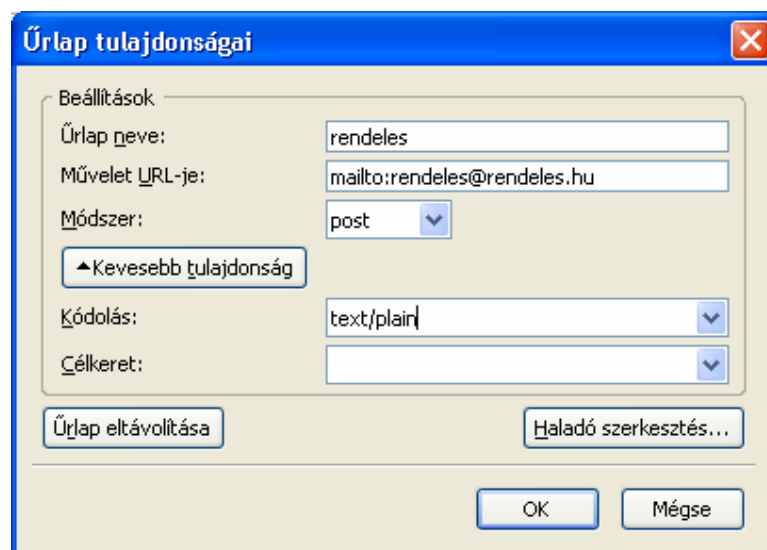 Űrlap tulajdonságai
Beállítások
Űrlap neve: rendeles
Művelet URL-je: mailto:rendeles@rendeles.hu
Módszer: post
Kevesebb tulajdonság
Kódolás: text/plain
Célkeret:
Űrlap eltávolítása Haladó szerkesztés...
OK Mégse